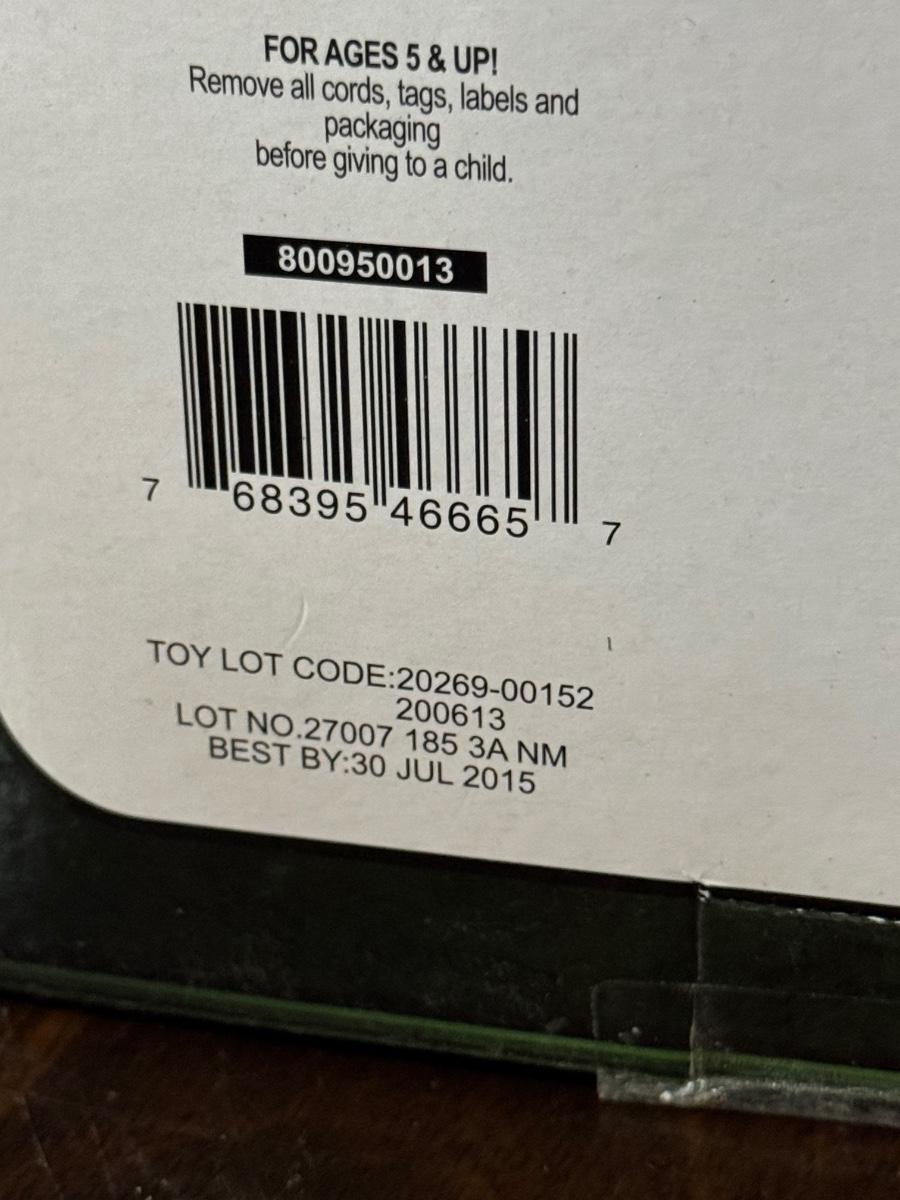 FOR AGES 5 & UP!
Remove all cords, tags, labels and
packaging
before giving to a child.
800950013
7 68395 46665 7
TOY LOT CODE:20269-00152
200613
LOT NO.27007 185 3A NM
BEST BY:30 JUL 2015